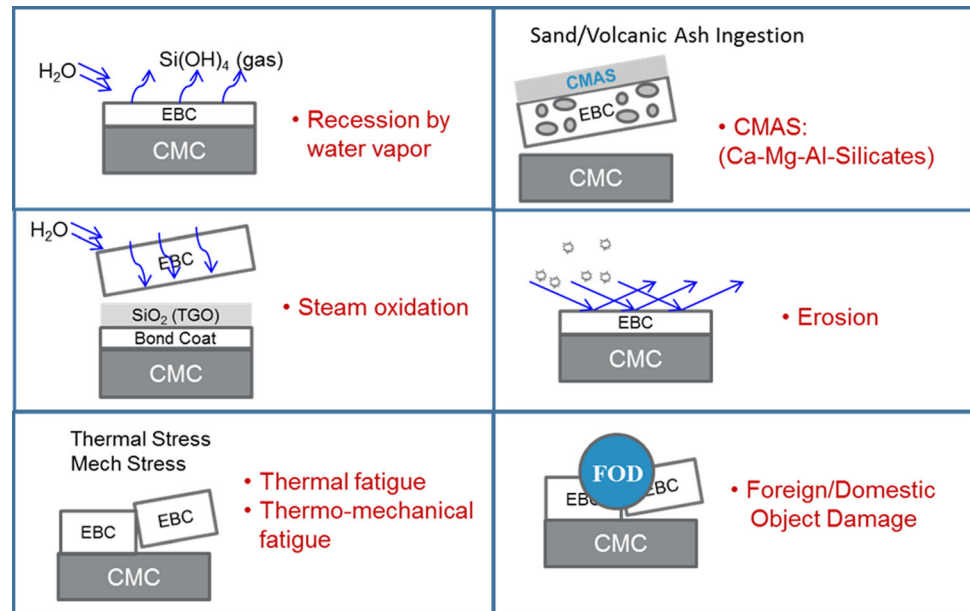 H₂O
Si(OH)₄ (gas)
EBC
CMC
• Recession by
water vapor
Sand/Volcanic Ash Ingestion
CMAS
EBC
CMC
• CMAS:
(Ca-Mg-Al-Silicates)
H₂O
EBC
SiO₂ (TGO)
Bond Coat
CMC
• Steam oxidation
EBC
CMC
• Erosion
Thermal Stress
Mech Stress
EBC
EBC
CMC
• Thermal fatigue
• Thermo-mechanical
fatigue
FOD
EBC
EBC
CMC
• Foreign/Domestic
Object Damage